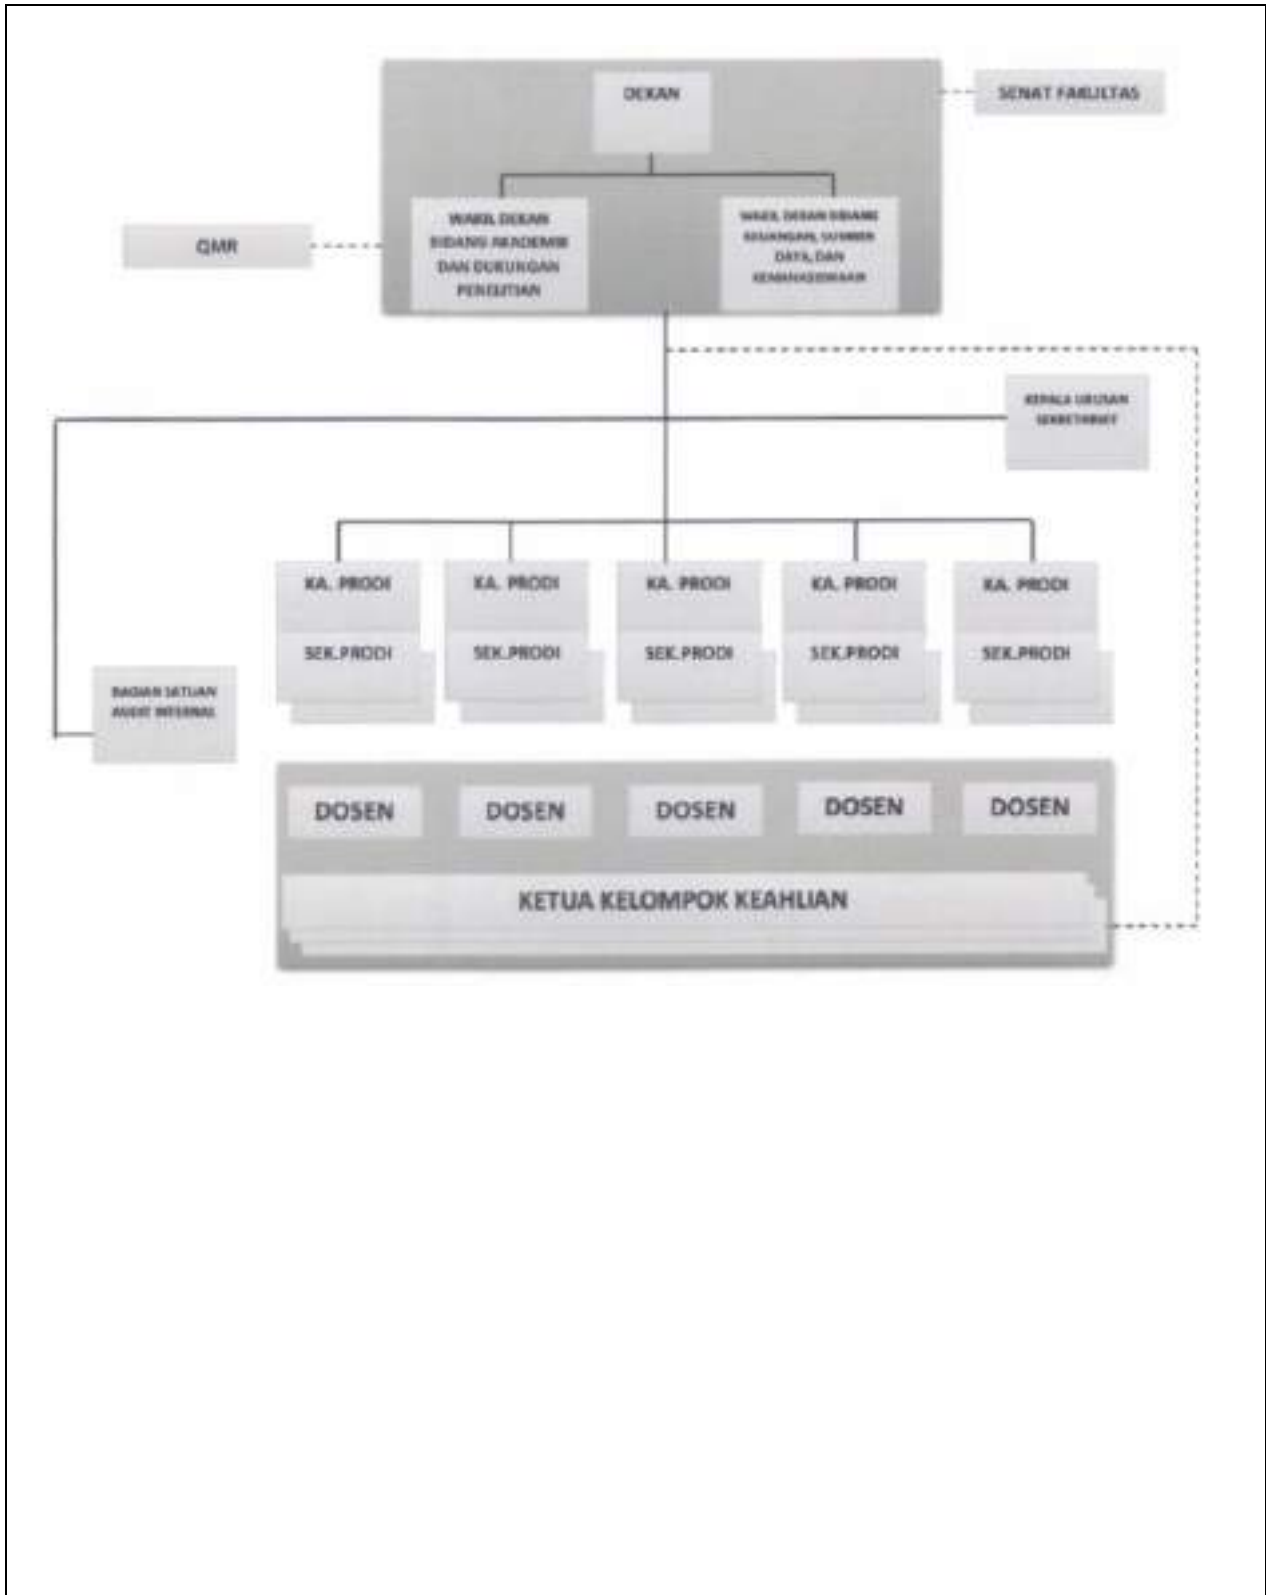 DEKAN
SENAT FAKULTAS
QMR
WAKIL DEKAN
BIDANG AKADEMIK
DAN DUKUNGAN
PENELITIAN
WAKIL DEKAN BIDANG
KEUANGAN, SUMBER
DAYA, DAN
KEMAHASISWAAN
KEPALA URUSAN
SEKRETARIAT
KA. PRODI
KA. PRODI
KA. PRODI
KA. PRODI
KA. PRODI
SEK.PRODI
SEK.PRODI
SEK.PRODI
SEK.PRODI
SEK.PRODI
BAGIAN SATUAN
AUDIT INTERNAL
DOSEN
DOSEN
DOSEN
DOSEN
DOSEN
KETUA KELOMPOK KEAHLIAN